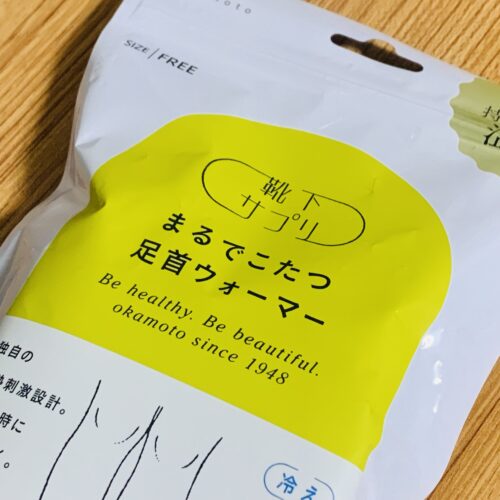 SIZE/FREE
靴下
サプリ
まるでこたつ
足首ウォーマー
Be healthy. Be beautiful.
okamoto since 1948
独自の
刺激設計。
時に
冷え